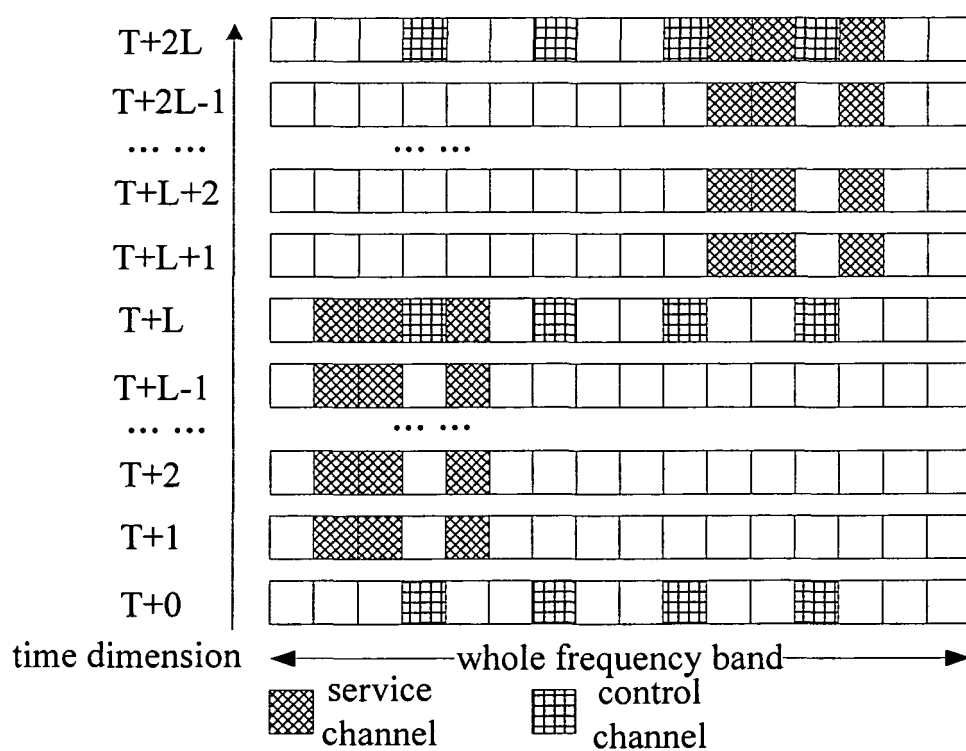 T+2L
T+2L-1
... ... ... ...
T+L+2
T+L+1
T+L
T+L-1
... ... ... ...
T+2
T+1
T+0
time dimension whole frequency band
service channel
control channel